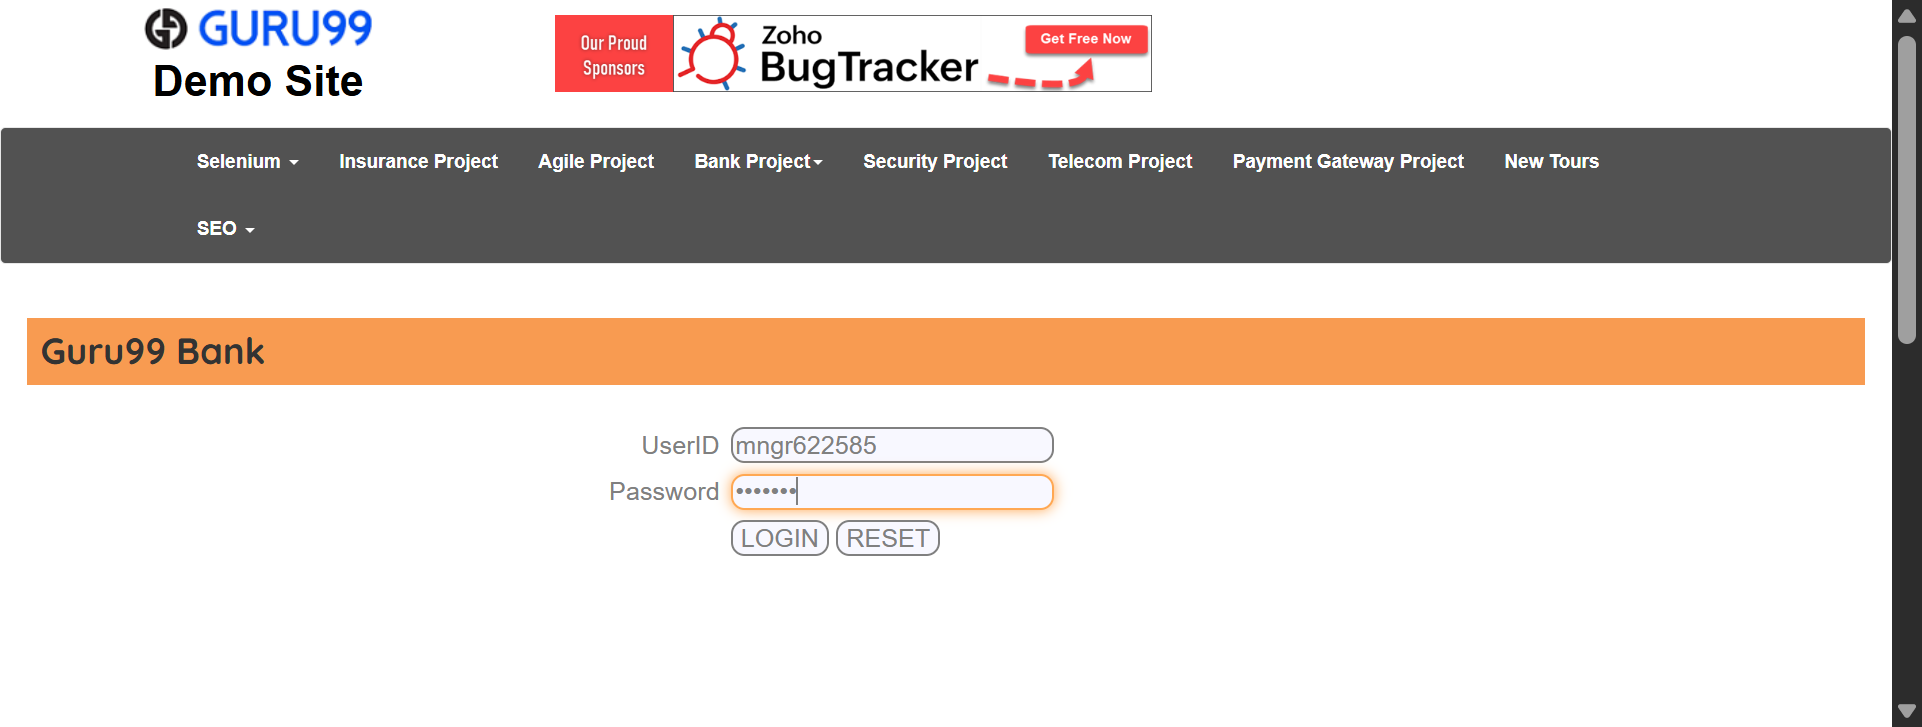 GURU99
Demo Site
Our Proud
Sponsors
Zoho
BugTracker
Get Free Now
Selenium Insurance Project Agile Project Bank Project Security Project Telecom Project Payment Gateway Project New Tours
SEO
Guru99 Bank
UserID mngr622585
Password •••••••
LOGIN RESET